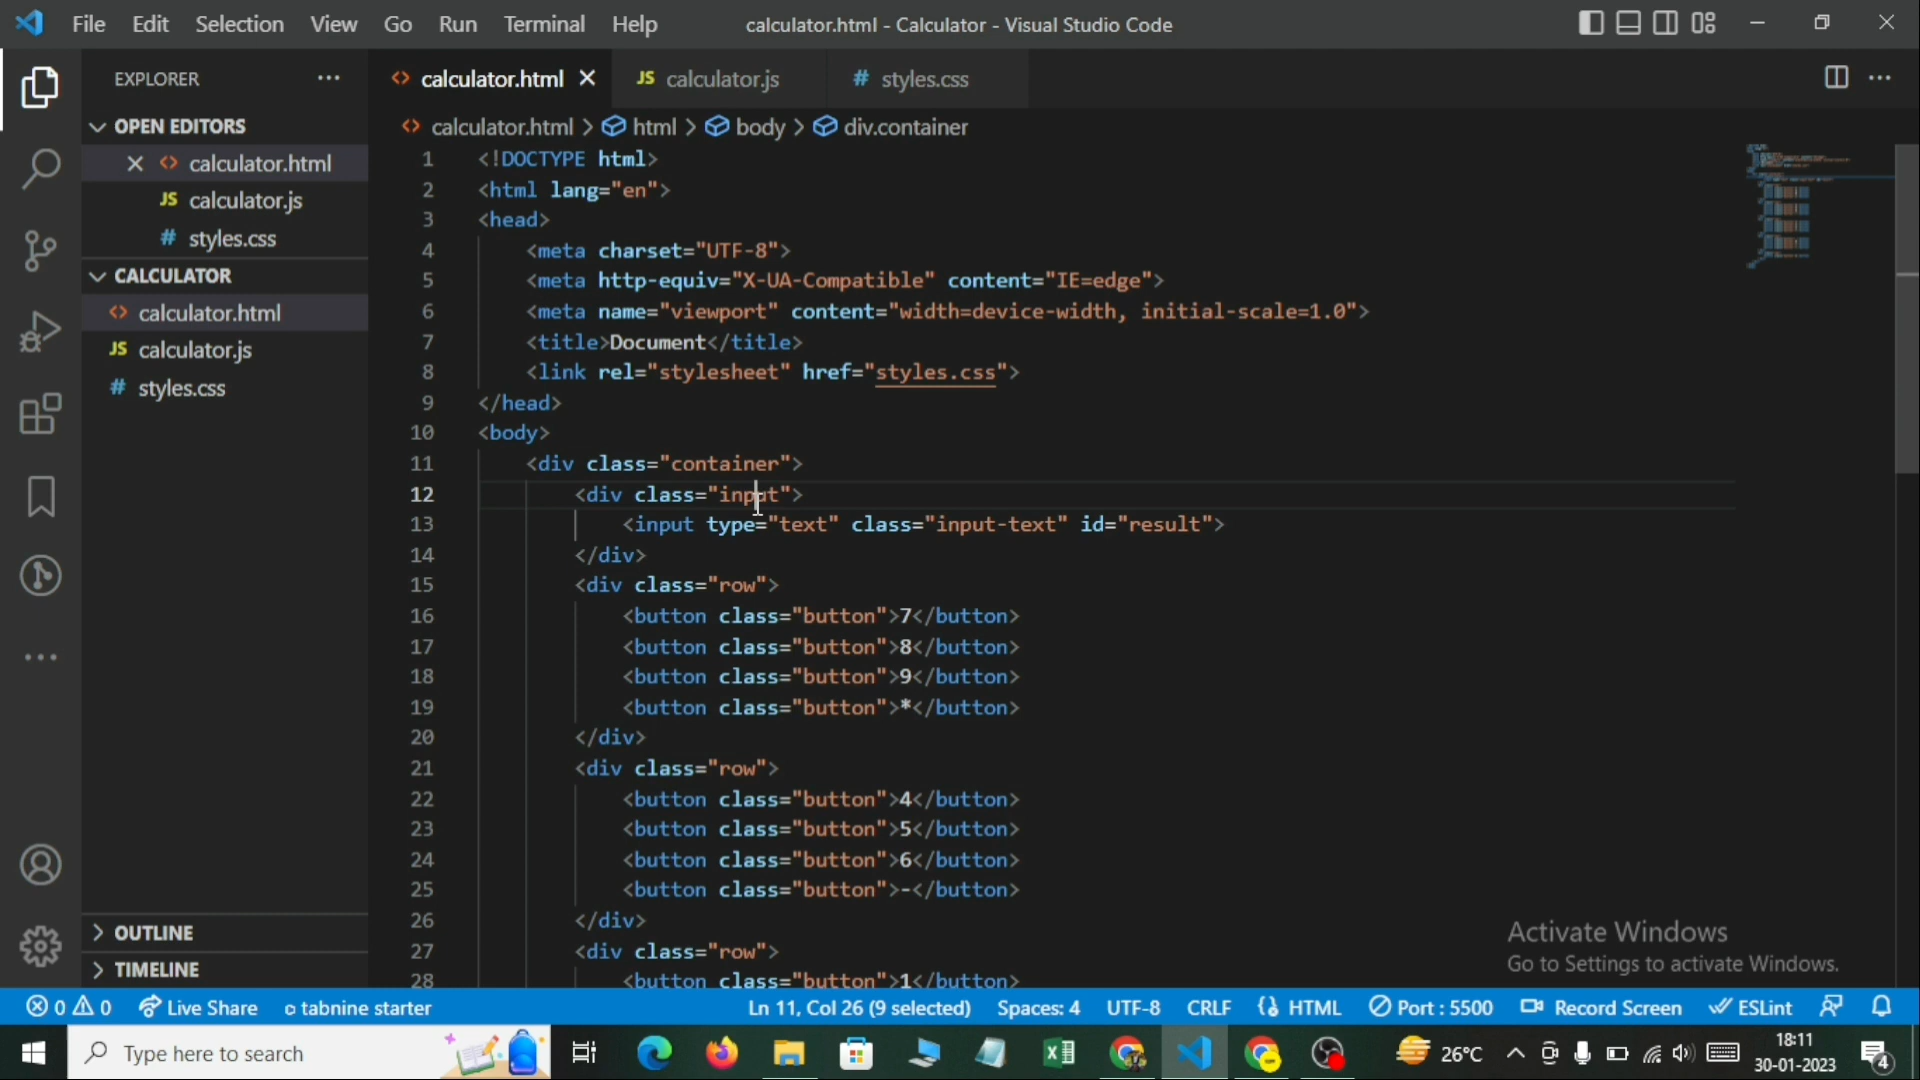 File Edit Selection View Go Run Terminal Help calculator.html - Calculator - Visual Studio Code
EXPLORER
OPEN EDITORS
calculator.html
JS calculator.js
# styles.css
CALCULATOR
calculator.html
JS calculator.js
# styles.css
OUTLINE
TIMELINE
calculator.html JS calculator.js # styles.css
calculator.html > html > body > div.container
1 <!DOCTYPE html>
2 <html lang="en">
3 <head>
4 <meta charset="UTF-8">
5 <meta http-equiv="X-UA-Compatible" content="IE=edge">
6 <meta name="viewport" content="width=device-width, initial-scale=1.0">
7 <title>Document</title>
8 <link rel="stylesheet" href="styles.css">
9 </head>
10 <body>
11 <div class="container">
12 <div class="input">
13 <input type="text" class="input-text" id="result">
14 </div>
15 <div class="row">
16 <button class="button">7</button>
17 <button class="button">8</button>
18 <button class="button">9</button>
19 <button class="button">*</button>
20 </div>
21 <div class="row">
22 <button class="button">4</button>
23 <button class="button">5</button>
24 <button class="button">6</button>
25 <button class="button">-</button>
26 </div>
27 <div class="row">
28 <button class="button">1</button>
Activate Windows
Go to Settings to activate Windows.
0 0 Live Share tabnine starter Ln 11, Col 26 (9 selected) Spaces: 4 UTF-8 CRLF HTML Port : 5500 Record Screen ESLint
Type here to search 26°C 18:11
30-01-2023 4